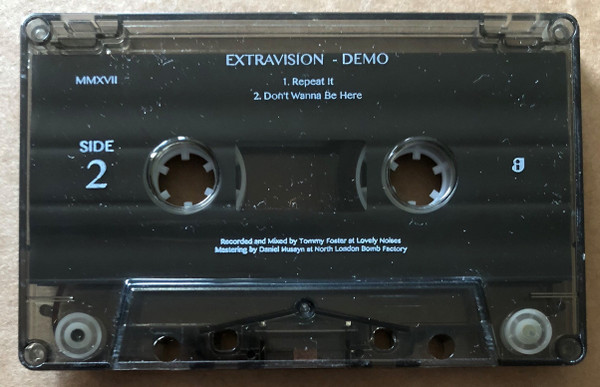 EXTRAVISION - DEMO
MMXVII
1. Repeat It
2. Don't Wanna Be Here
SIDE
2
Recorded and Mixed by Tommy Foster at Lovely Noises
Mastering by Daniel Huseyn at North London Bomb Factory